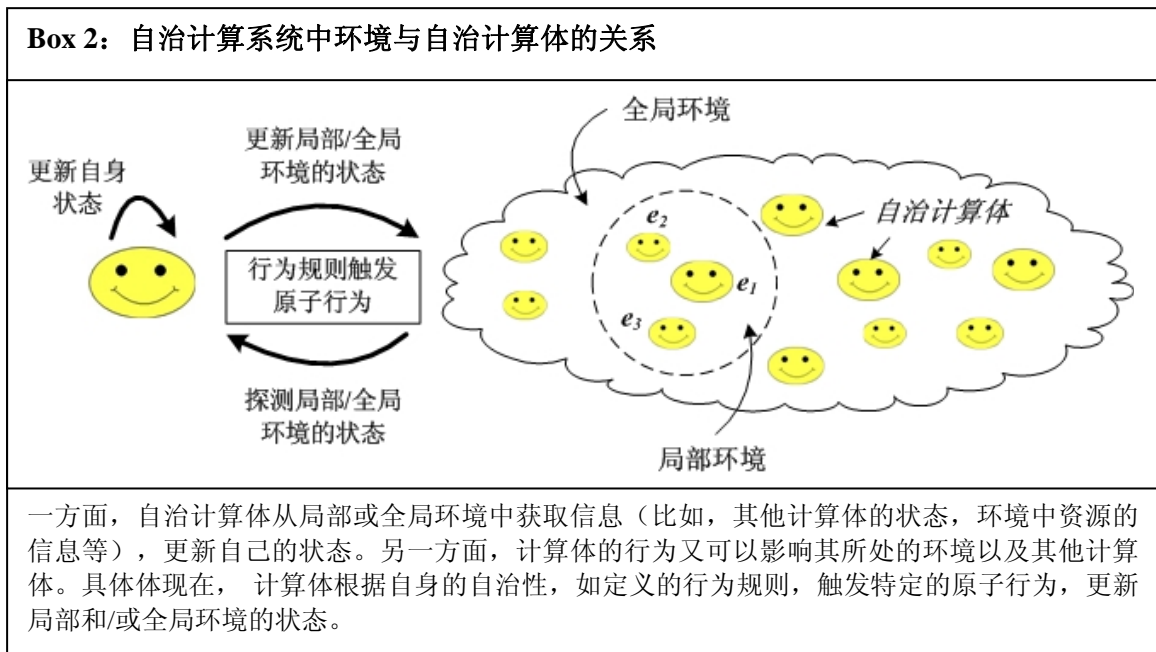 Box 2：自治计算系统中环境与自治计算体的关系
全局环境
更新局部/全局
环境的状态
更新自身
状态
自治计算体
e2
行为规则触发
原子行为
e1
e3
探测局部/全局
环境的状态
局部环境
一方面，自治计算体从局部或全局环境中获取信息（比如，其他计算体的状态，环境中资源的
信息等），更新自己的状态。另一方面，计算体的行为又可以影响其所处的环境以及其他计算
体。具体体现在， 计算体根据自身的自治性，如定义的行为规则，触发特定的原子行为，更新
局部和/或全局环境的状态。